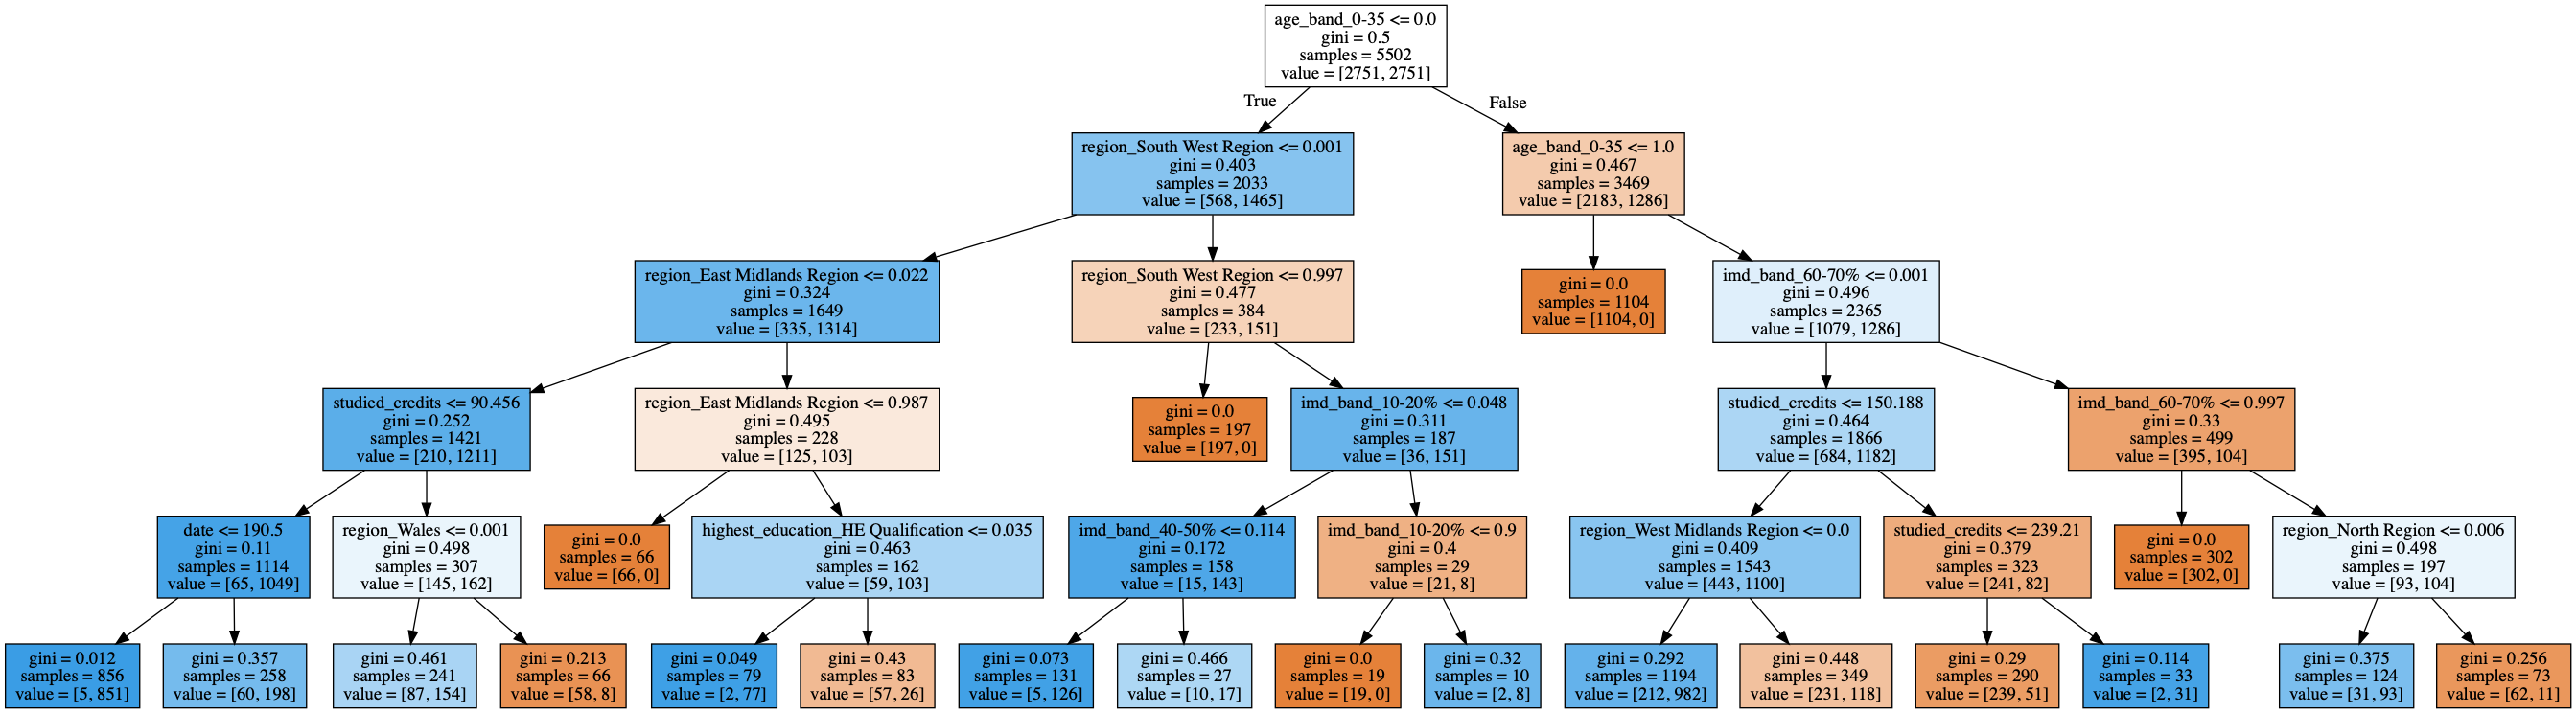 age_band_0-35 <= 0.0
gini = 0.5
samples = 5502
value = [2751, 2751]
True
False
region_South West Region <= 0.001
gini = 0.403
samples = 2033
value = [568, 1465]
age_band_0-35 <= 1.0
gini = 0.467
samples = 3469
value = [2183, 1286]
region_East Midlands Region <= 0.022
gini = 0.324
samples = 1649
value = [335, 1314]
region_South West Region <= 0.997
gini = 0.477
samples = 384
value = [233, 151]
gini = 0.0
samples = 1104
value = [1104, 0]
imd_band_60-70% <= 0.001
gini = 0.496
samples = 2365
value = [1079, 1286]
studied_credits <= 90.456
gini = 0.252
samples = 1421
value = [210, 1211]
region_East Midlands Region <= 0.987
gini = 0.495
samples = 228
value = [125, 103]
gini = 0.0
samples = 197
value = [197, 0]
imd_band_10-20% <= 0.048
gini = 0.311
samples = 187
value = [36, 151]
studied_credits <= 150.188
gini = 0.464
samples = 1866
value = [684, 1182]
imd_band_60-70% <= 0.997
gini = 0.33
samples = 499
value = [395, 104]
date <= 190.5
gini = 0.11
samples = 1114
value = [65, 1049]
region_Wales <= 0.001
gini = 0.498
samples = 307
value = [145, 162]
gini = 0.0
samples = 66
value = [66, 0]
highest_education_HE Qualification <= 0.035
gini = 0.463
samples = 162
value = [59, 103]
imd_band_40-50% <= 0.114
gini = 0.172
samples = 158
value = [15, 143]
imd_band_10-20% <= 0.9
gini = 0.4
samples = 29
value = [21, 8]
region_West Midlands Region <= 0.0
gini = 0.409
samples = 1543
value = [443, 1100]
studied_credits <= 239.21
gini = 0.379
samples = 323
value = [241, 82]
gini = 0.0
samples = 302
value = [302, 0]
region_North Region <= 0.006
gini = 0.498
samples = 197
value = [93, 104]
gini = 0.012
samples = 856
value = [5, 851]
gini = 0.357
samples = 258
value = [60, 198]
gini = 0.461
samples = 241
value = [87, 154]
gini = 0.213
samples = 66
value = [58, 8]
gini = 0.049
samples = 79
value = [2, 77]
gini = 0.43
samples = 83
value = [57, 26]
gini = 0.073
samples = 131
value = [5, 126]
gini = 0.466
samples = 27
value = [10, 17]
gini = 0.0
samples = 19
value = [19, 0]
gini = 0.32
samples = 10
value = [2, 8]
gini = 0.292
samples = 1194
value = [212, 982]
gini = 0.448
samples = 349
value = [231, 118]
gini = 0.29
samples = 290
value = [239, 51]
gini = 0.114
samples = 33
value = [2, 31]
gini = 0.375
samples = 124
value = [31, 93]
gini = 0.256
samples = 73
value = [62, 11]